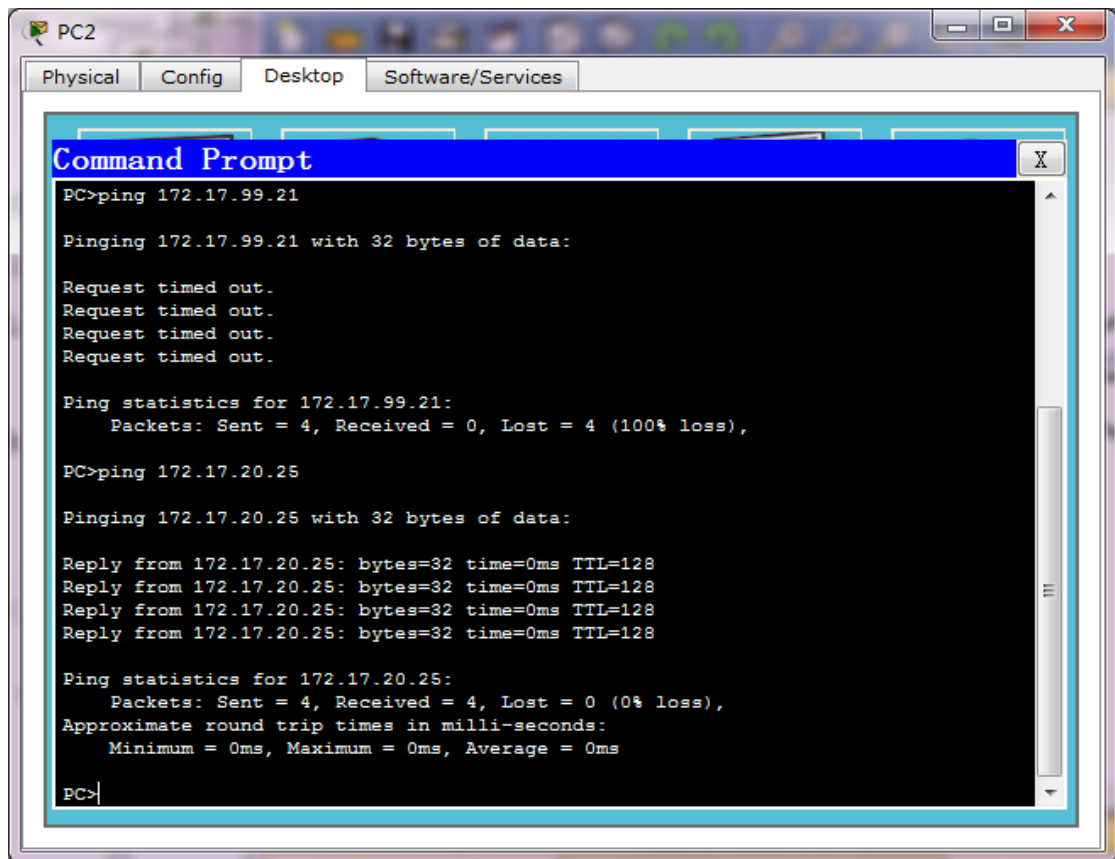 PC2
Physical Config Desktop Software/Services
Command Prompt X
PC>ping 172.17.99.21
Pinging 172.17.99.21 with 32 bytes of data:
Request timed out.
Request timed out.
Request timed out.
Request timed out.
Ping statistics for 172.17.99.21:
Packets: Sent = 4, Received = 0, Lost = 4 (100% loss),
PC>ping 172.17.20.25
Pinging 172.17.20.25 with 32 bytes of data:
Reply from 172.17.20.25: bytes=32 time=0ms TTL=128
Reply from 172.17.20.25: bytes=32 time=0ms TTL=128
Reply from 172.17.20.25: bytes=32 time=0ms TTL=128
Reply from 172.17.20.25: bytes=32 time=0ms TTL=128
Ping statistics for 172.17.20.25:
Packets: Sent = 4, Received = 4, Lost = 0 (0% loss),
Approximate round trip times in milli-seconds:
Minimum = 0ms, Maximum = 0ms, Average = 0ms
PC>